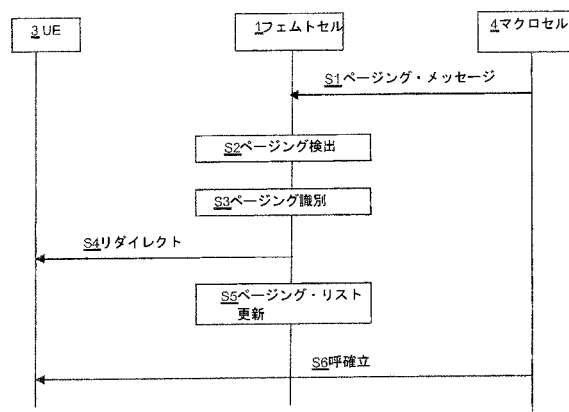 3 UE
1フェムトセル
4マクロセル
S1ページング・メッセージ
S2ページング検出
S3ページング識別
S4リダイレクト
S5ページング・リスト
更新
S6呼確立